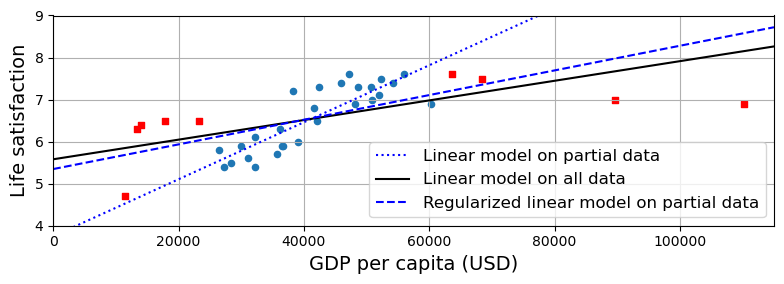 9
8
7
6
5
4
Life satisfaction
Linear model on partial data
Linear model on all data
Regularized linear model on partial data
0 20000 40000 60000 80000 100000
GDP per capita (USD)